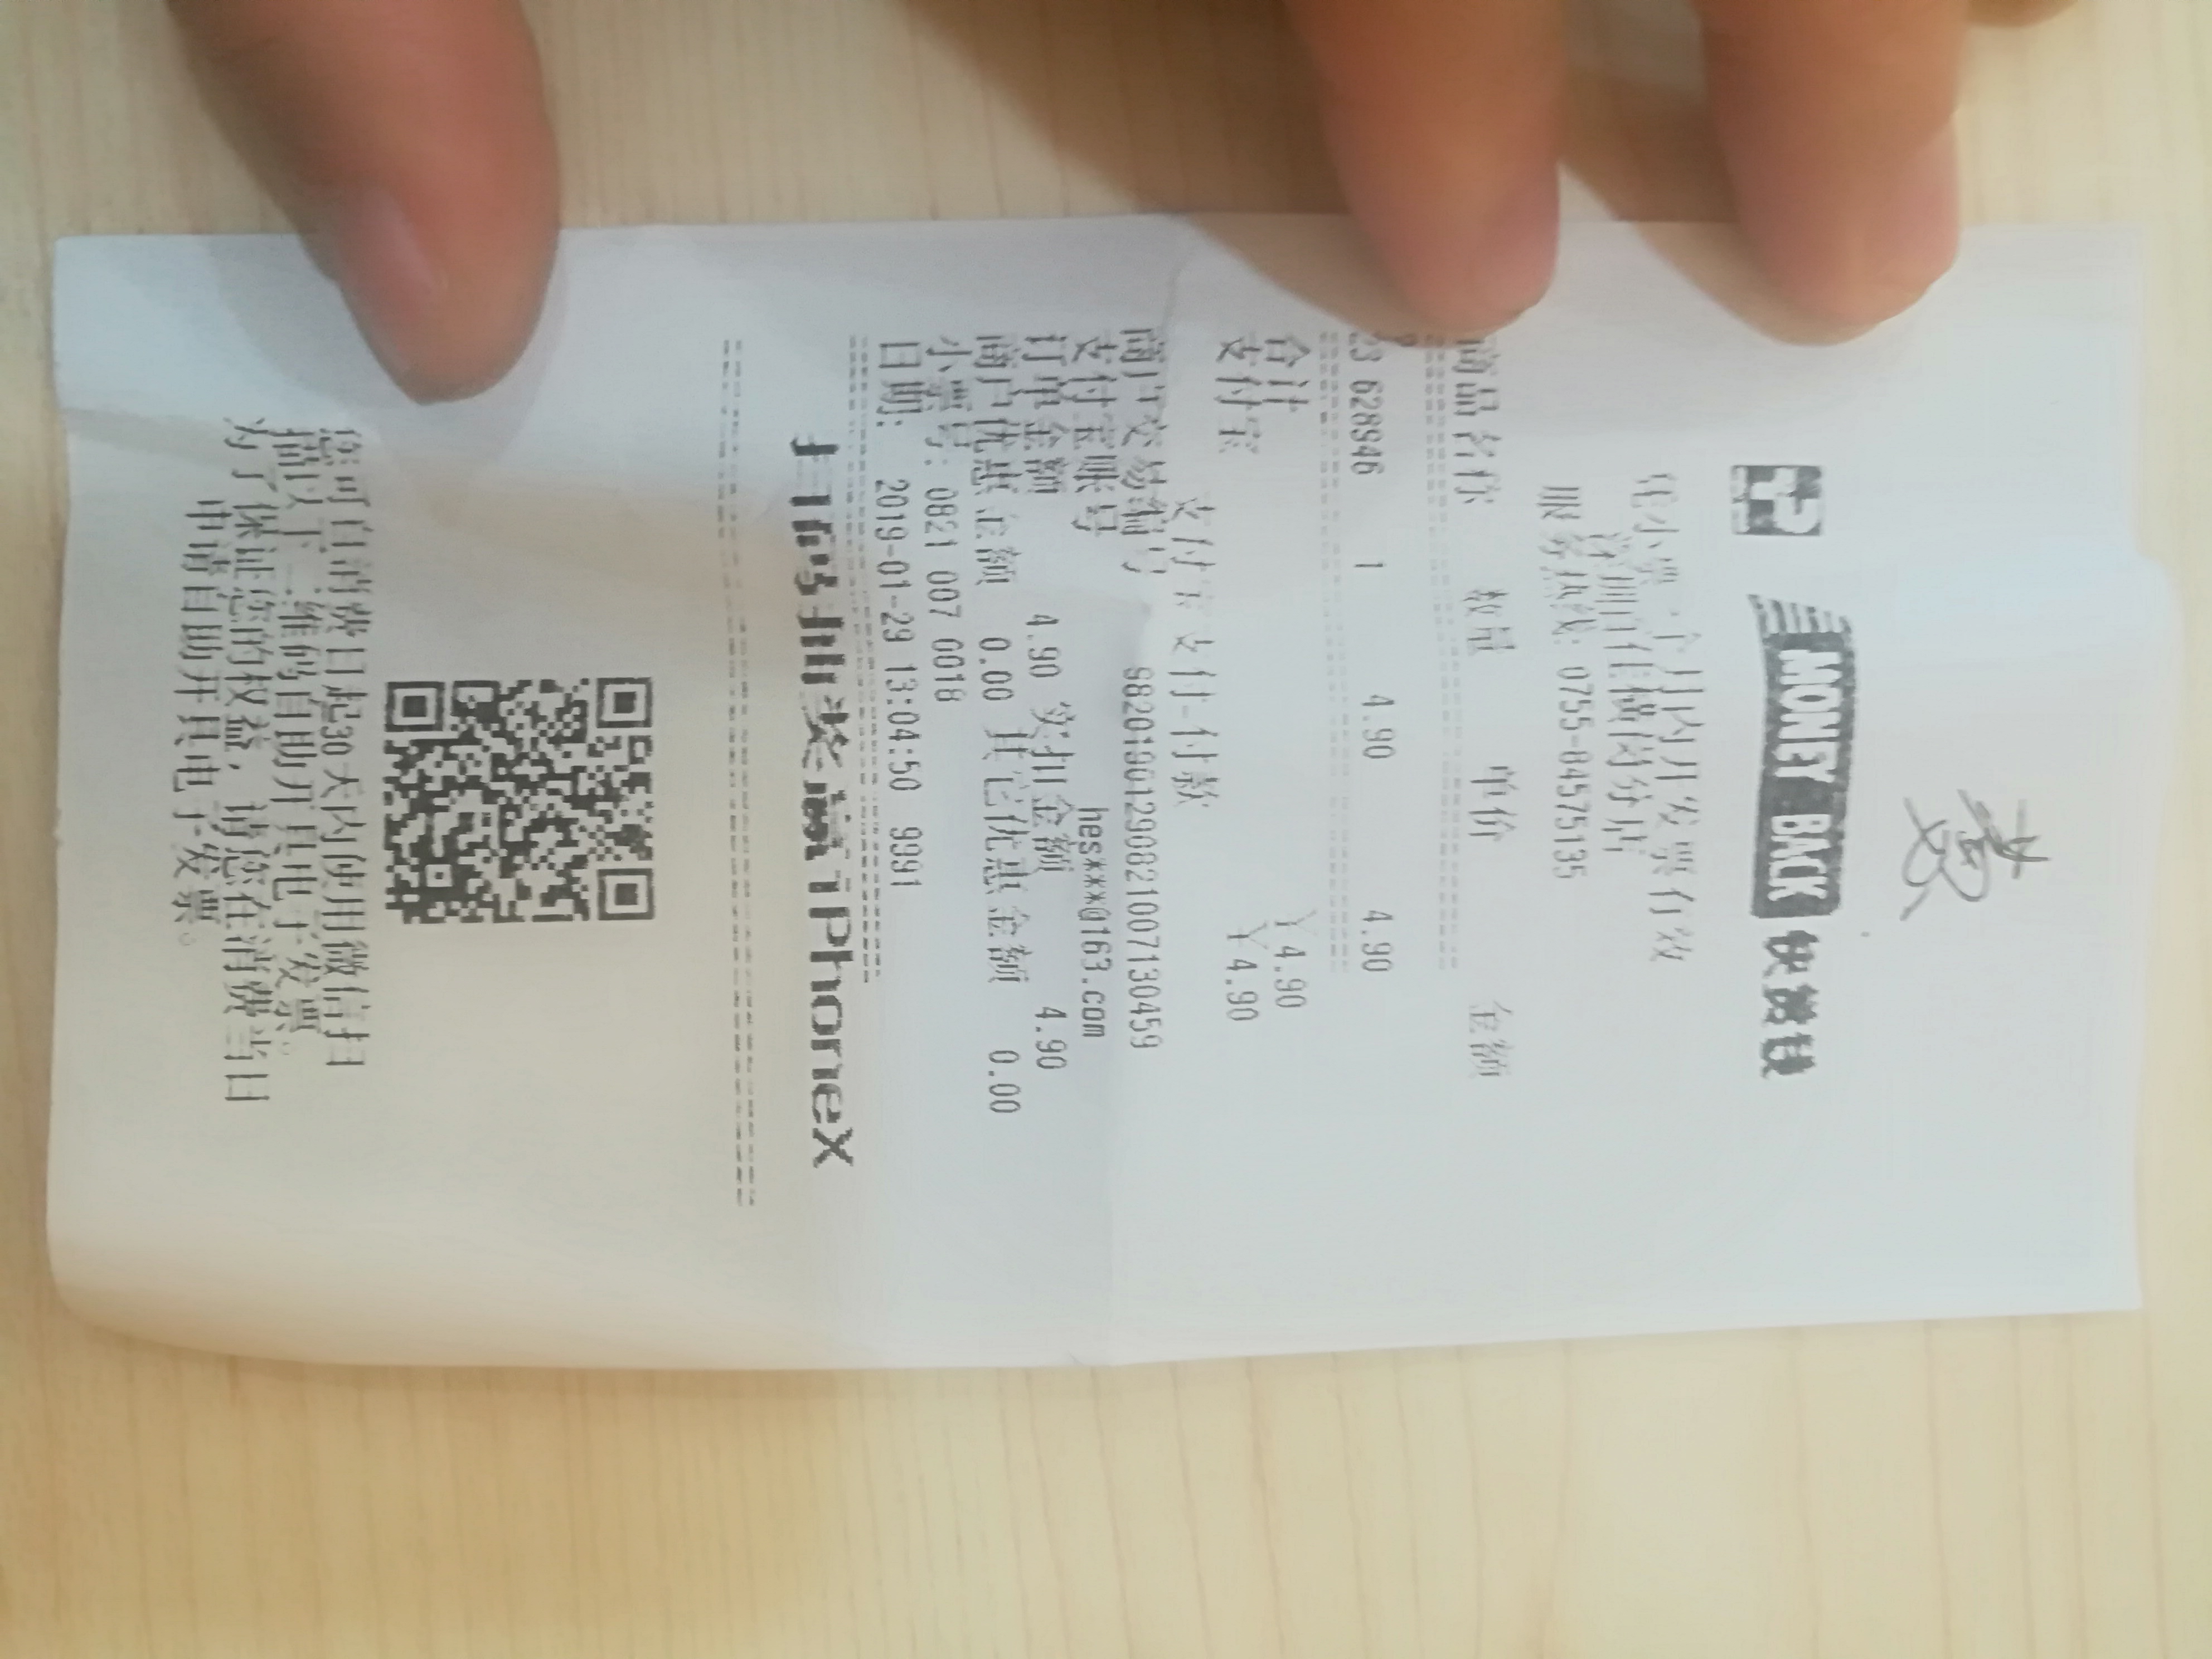 MONEY BACK 快赏钱
凭小票一个月内开发票有效
深圳百佳横岗分店
服务热线: 0755-84575135
商品名称 数量 单价 金额
23 628946 1 4.90 4.90
合计 ￥4.90
支付宝 ￥4.90
支付宝支付-付款
商户交易编号 98201901290821007130459
支付宝账号 hes***@163.com
订单金额 4.90 实扣金额 4.90
商户优惠金额 0.00 其它优惠金额 0.00
小票号: 0821 007 0018
日期: 2019-01-29 13:04:50 9991
扫码抽奖赢iPhoneX
您可自消费日起30天内使用微信扫
描以下二维码自助开具电子发票。
为了保证您的权益，请您在消费当日
申请自助开具电子发票。